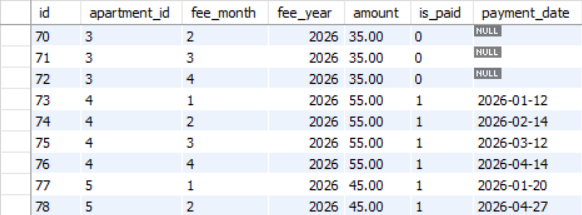 id apartment_id fee_month fee_year amount is_paid payment_date
70 3 2 2026 35.00 0 NULL
71 3 3 2026 35.00 0 NULL
72 3 4 2026 35.00 0 NULL
73 4 1 2026 55.00 1 2026-01-12
74 4 2 2026 55.00 1 2026-02-14
75 4 3 2026 55.00 1 2026-03-12
76 4 4 2026 55.00 1 2026-04-14
77 5 1 2026 45.00 1 2026-01-20
78 5 2 2026 45.00 1 2026-04-27